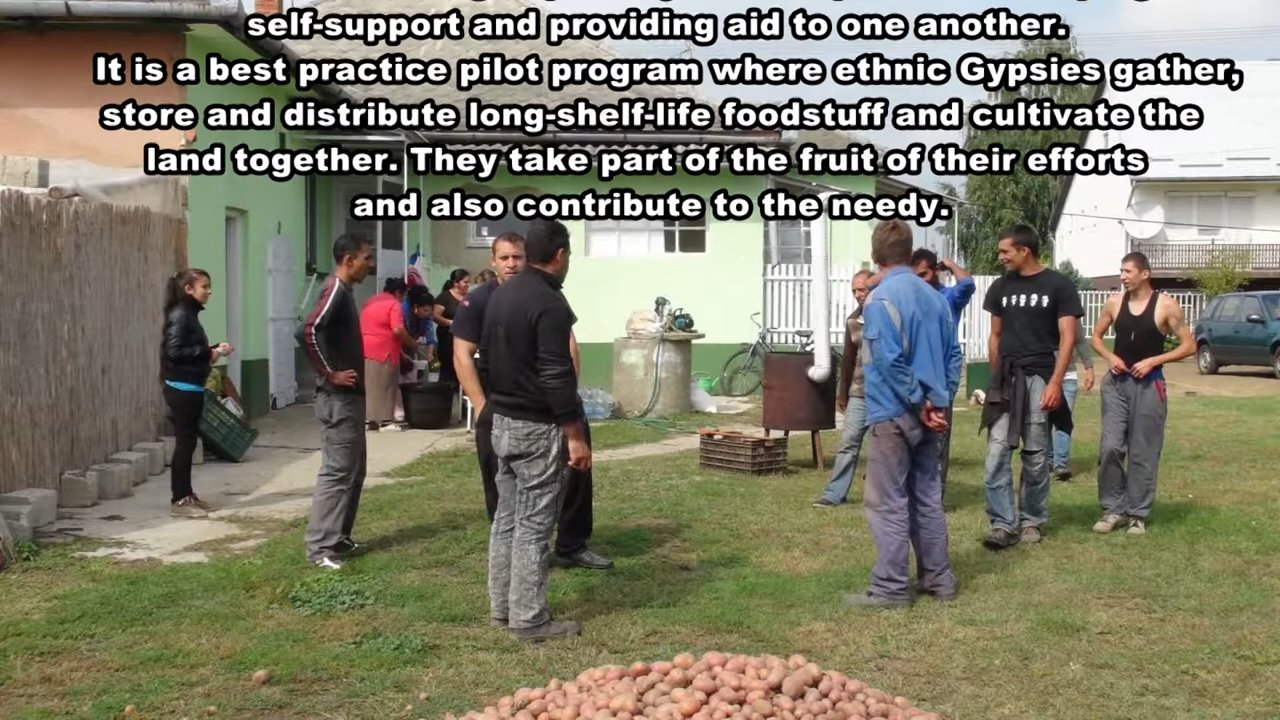 self-support and providing aid to one another.
It is a best practice pilot program where ethnic Gypsies gather,
store and distribute long-shelf-life foodstuff and cultivate the
land together. They take part of the fruit of their efforts
and also contribute to the needy.